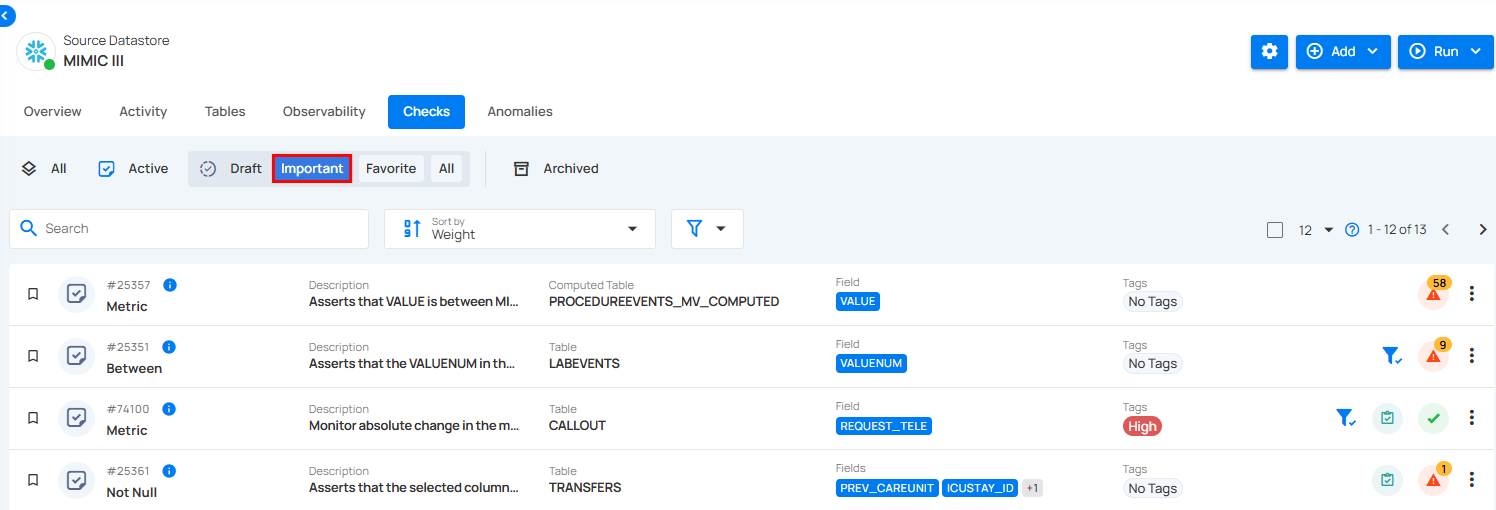 Source Datastore
MIMIC III
Add
Run
Overview Activity Tables Observability Checks Anomalies
All Active Draft Important Favorite All Archived
Search
Sort by
Weight
12 1 - 12 of 13
#25357 Description Computed Table Field Tags 58
Metric Asserts that VALUE is between MI... PROCEDUREEVENTS_MV_COMPUTED VALUE No Tags
#25351 Description Table Field Tags 9
Between Asserts that the VALUENUM in th... LABEVENTS VALUENUM No Tags
#74100 Description Table Field Tags
Metric Monitor absolute change in the m... CALLOUT REQUEST_TELE High
#25361 Description Table Fields Tags 1
Not Null Asserts that the selected column... TRANSFERS PREV_CAREUNIT ICUSTAY_ID +1 No Tags